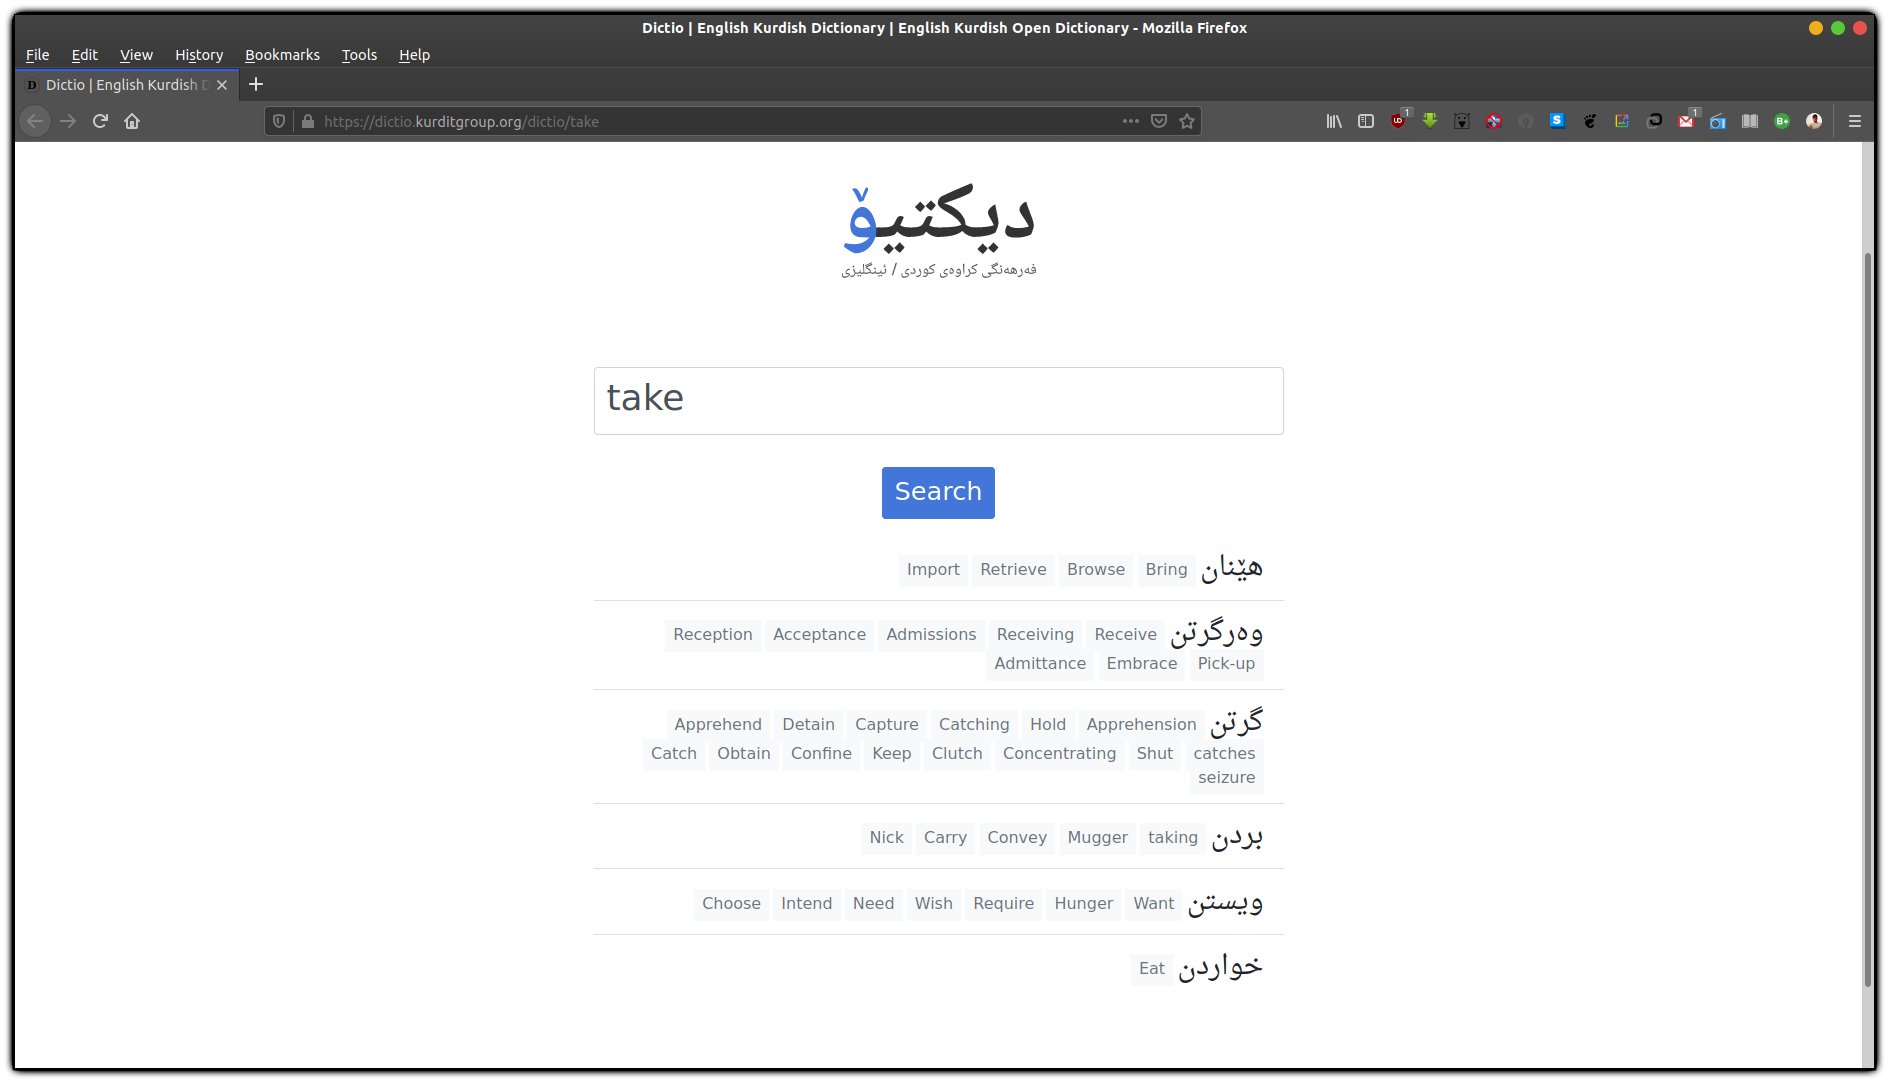 Dictio | English Kurdish Dictionary | English Kurdish Open Dictionary - Mozilla Firefox
File Edit View History Bookmarks Tools Help
D Dictio | English Kurdish D
https://dictio.kurditgroup.org/dictio/take
UD 1 S 1 B+
دیکتیۆ
فەرهەنگی کراوەی کوردی / ئینگلیزی
take
Search
هێنان Bring Browse Retrieve Import
وەرگرتن Receive Receiving Admissions Acceptance Reception
Pick-up Embrace Admittance
گرتن Apprehension Hold Catching Capture Detain Apprehend
catches Shut Concentrating Clutch Keep Confine Obtain Catch
seizure
بردن taking Mugger Convey Carry Nick
ویستن Want Hunger Require Wish Need Intend Choose
خواردن Eat